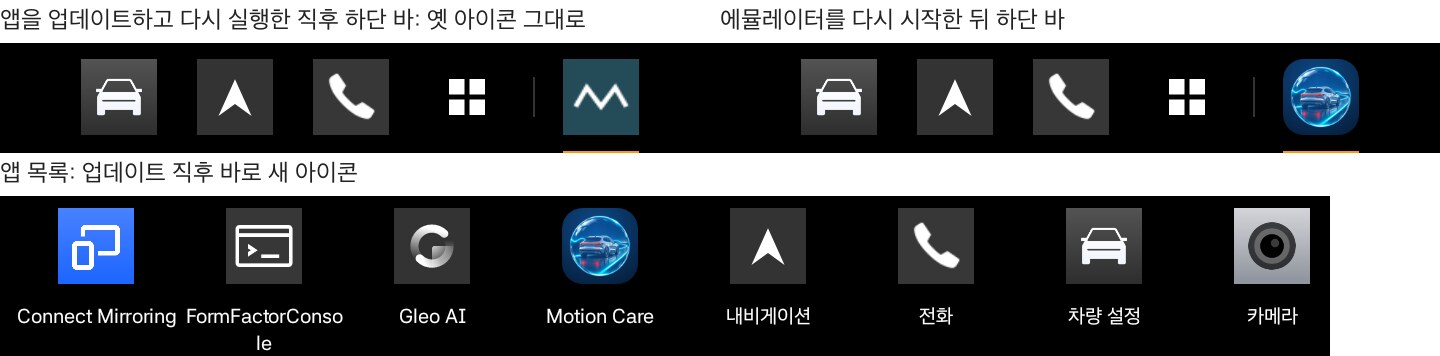 앱을 업데이트하고 다시 실행한 직후 하단 바: 옛 아이콘 그대로
에뮬레이터를 다시 시작한 뒤 하단 바
앱 목록: 업데이트 직후 바로 새 아이콘
Connect Mirroring
FormFactorConso
le
Gleo AI
Motion Care
내비게이션
전화
차량 설정
카메라